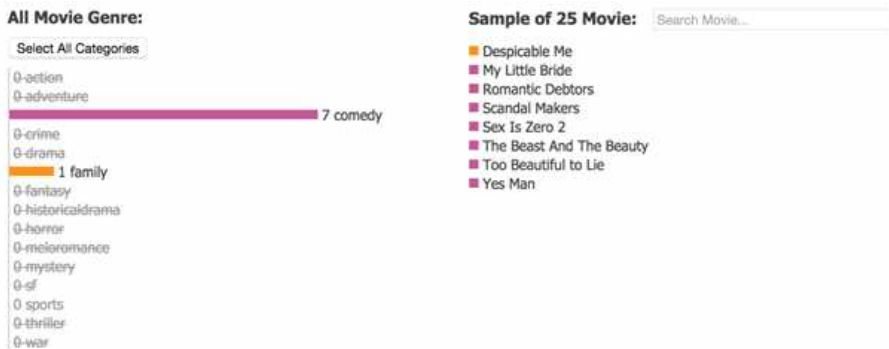 All Movie Genre:
Select All Categories
0 action
0 adventure
7 comedy
0 crime
0 drama
1 family
0 fantasy
0 historicaldrama
0 horror
0 meloromance
0 mystery
0 sf
0 sports
0 thriller
0 war
Sample of 25 Movie:
Search Movie...
Despicable Me
My Little Bride
Romantic Debtors
Scandal Makers
Sex Is Zero 2
The Beast And The Beauty
Too Beautiful to Lie
Yes Man